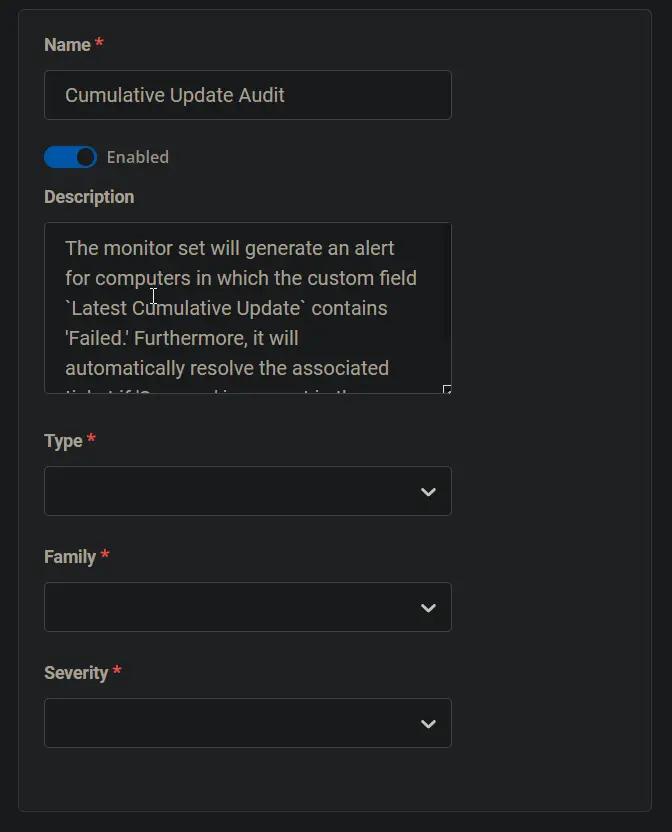 Name *
Cumulative Update Audit
Enabled
Description
The monitor set will generate an alert
for computers in which the custom field
`Latest Cumulative Update` contains
'Failed.' Furthermore, it will
automatically resolve the associated
Type *
Family *
Severity *